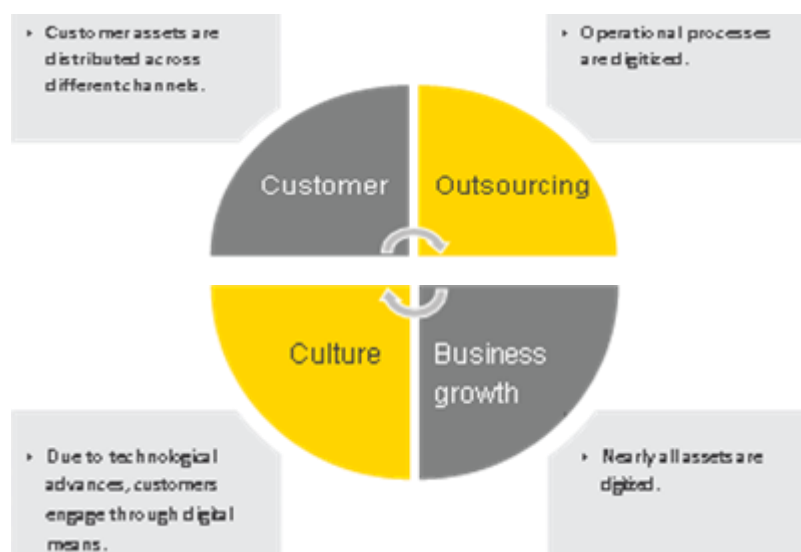 ▸ Customer assets are
distributed across
different channels.
▸ Operational processes
are digitized.
Customer
Outsourcing
Culture
Business
growth
▸ Due to technological
advances, customers
engage through digital
means.
▸ Nearly all assets are
digitized.